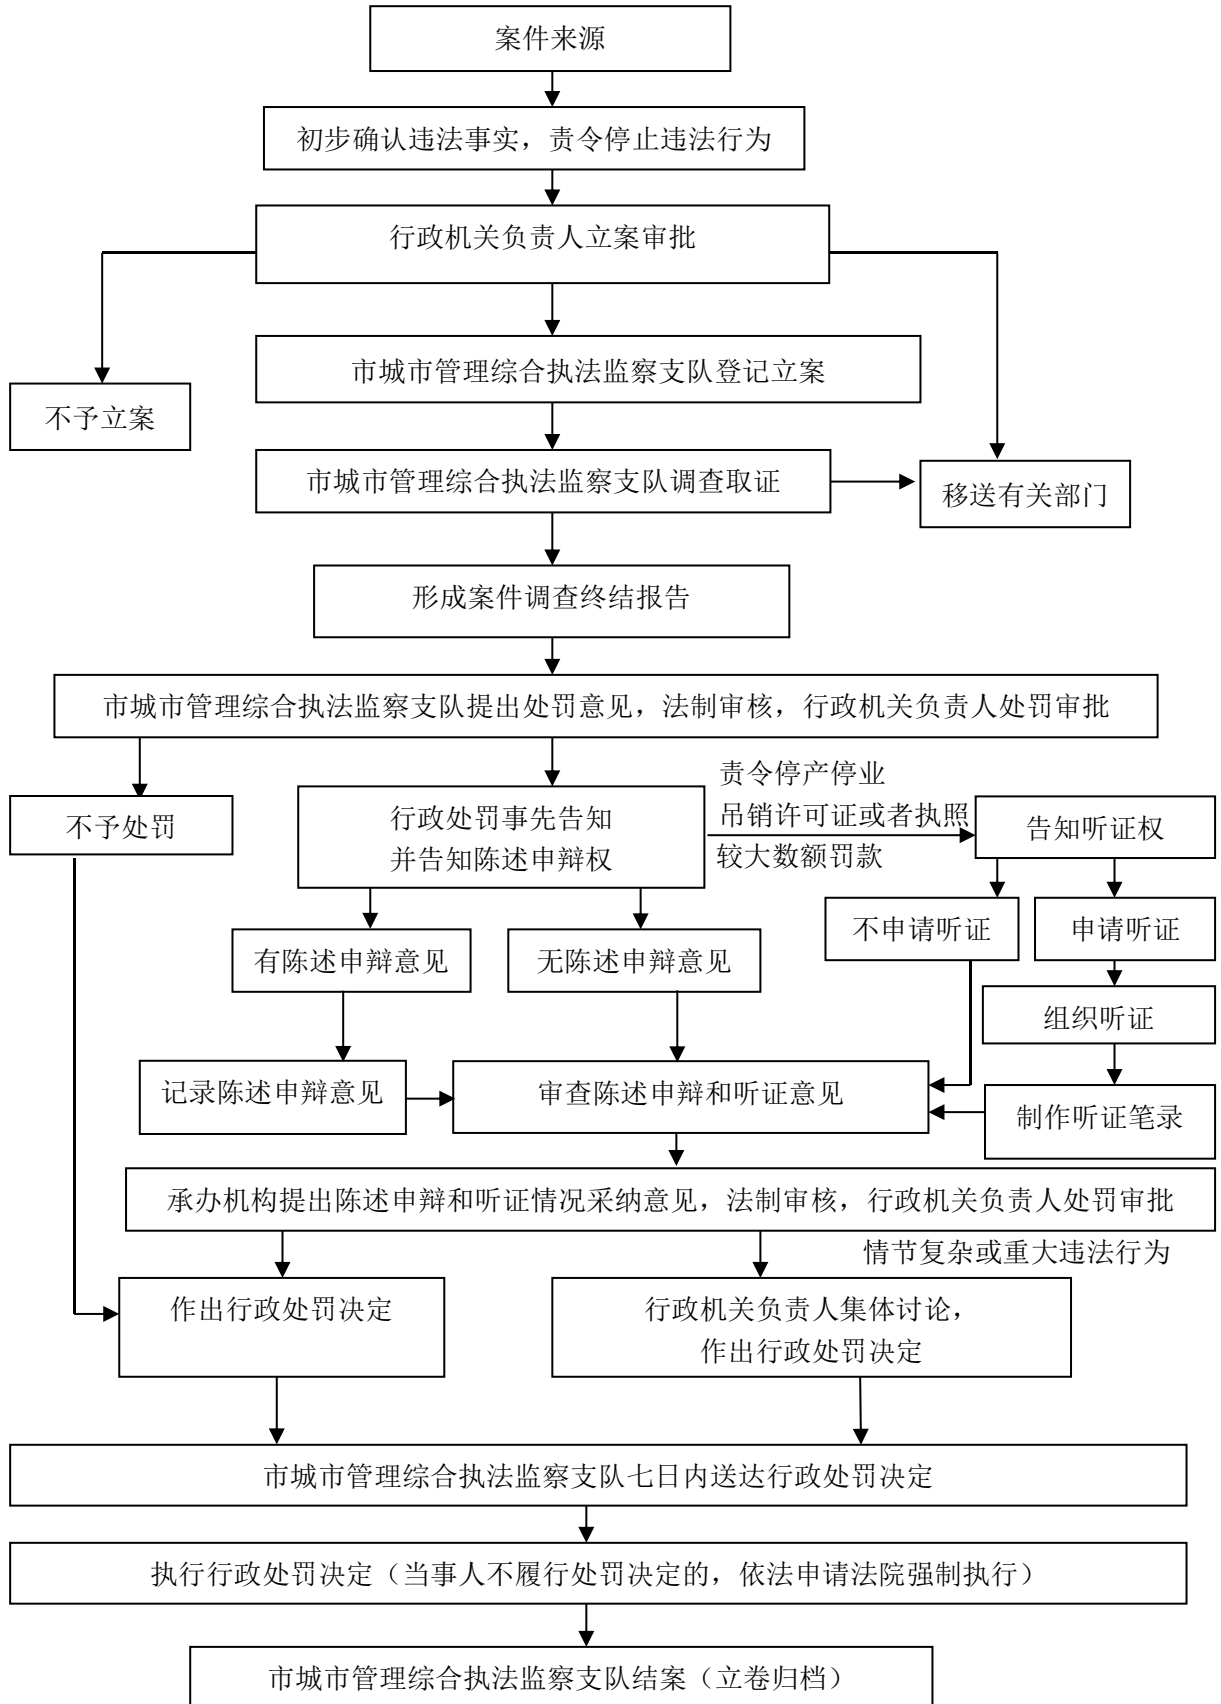 案件来源
初步确认违法事实，责令停止违法行为
行政机关负责人立案审批
市城市管理综合执法监察支队登记立案
不予立案
市城市管理综合执法监察支队调查取证
移送有关部门
形成案件调查终结报告
市城市管理综合执法监察支队提出处罚意见，法制审核，行政机关负责人处罚审批
责令停产停业
吊销许可证或者执照
较大数额罚款
不予处罚
行政处罚事先告知
并告知陈述申辩权
告知听证权
不申请听证
申请听证
有陈述申辩意见
无陈述申辩意见
组织听证
记录陈述申辩意见
审查陈述申辩和听证意见
制作听证笔录
承办机构提出陈述申辩和听证情况采纳意见，法制审核，行政机关负责人处罚审批
情节复杂或重大违法行为
作出行政处罚决定
行政机关负责人集体讨论，
作出行政处罚决定
市城市管理综合执法监察支队七日内送达行政处罚决定
执行行政处罚决定（当事人不履行处罚决定的，依法申请法院强制执行）
市城市管理综合执法监察支队结案（立卷归档）